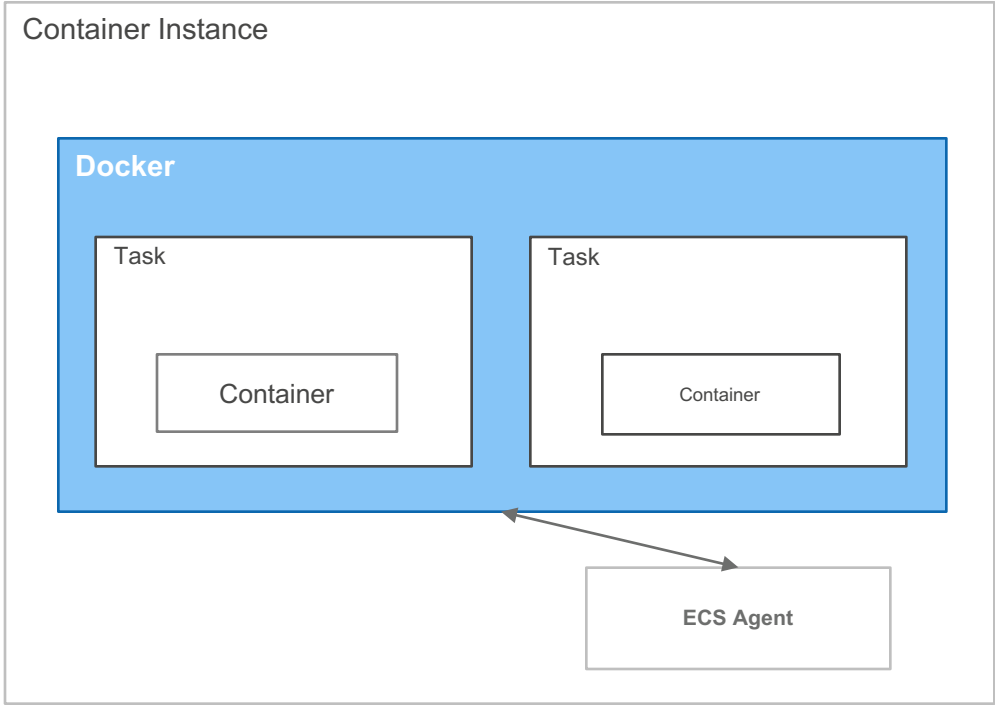 Container Instance
Docker
Task
Task
Container
Container
ECS Agent